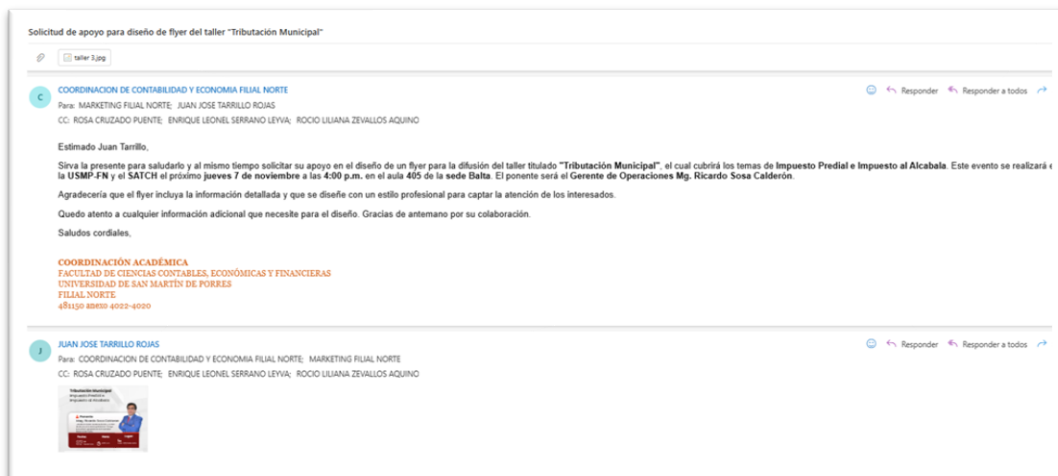 Solicitud de apoyo para diseño de flyer del taller "Tributación Municipal"
taller 3.jpg
C
COORDINACION DE CONTABILIDAD Y ECONOMIA FILIAL NORTE
Responder Responder a todos
Para: MARKETING FILIAL NORTE; JUAN JOSE TARRILLO ROJAS
CC: ROSA CRUZADO PUENTE; ENRIQUE LEONEL SERRANO LEYVA; ROCIO LILIANA ZEVALLOS AQUINO
Estimado Juan Tarrillo,
Sirva la presente para saludarlo y al mismo tiempo solicitar su apoyo en el diseño de un flyer para la difusión del taller titulado "Tributación Municipal", el cual cubrirá los temas de Impuesto Predial e Impuesto al Alcabala. Este evento se realizará
la USMP-FN y el SATCH el próximo jueves 7 de noviembre a las 4:00 p.m. en el aula 405 de la sede Balta. El ponente será el Gerente de Operaciones Mg. Ricardo Sosa Calderón.
Agradecería que el flyer incluya la información detallada y que se diseñe con un estilo profesional para captar la atención de los interesados.
Quedo atento a cualquier información adicional que necesite para el diseño. Gracias de antemano por su colaboración.
Saludos cordiales,
COORDINACIÓN ACADÉMICA
FACULTAD DE CIENCIAS CONTABLES, ECONÓMICAS Y FINANCIERAS
UNIVERSIDAD DE SAN MARTÍN DE PORRES
FILIAL NORTE
481150 anexo 4022-4020
J
JUAN JOSE TARRILLO ROJAS
Responder Responder a todos
Para: COORDINACION DE CONTABILIDAD Y ECONOMIA FILIAL NORTE; MARKETING FILIAL NORTE
CC: ROSA CRUZADO PUENTE; ENRIQUE LEONEL SERRANO LEYVA; ROCIO LILIANA ZEVALLOS AQUINO
Tributación Municipal